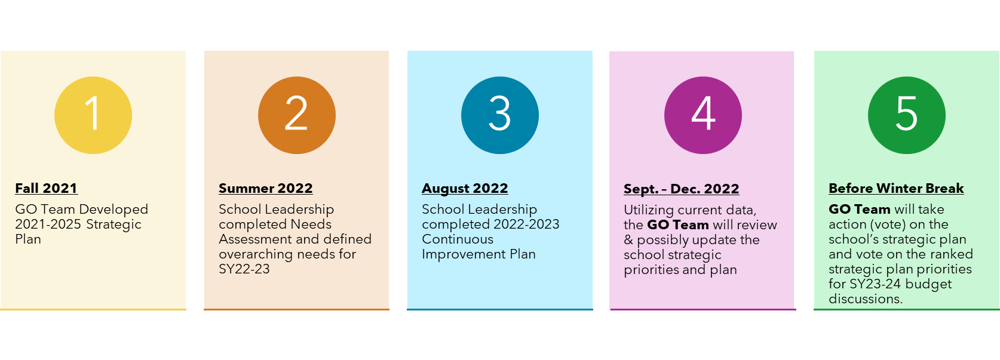 1
Fall 2021
GO Team Developed
2021-2025 Strategic
Plan
2
Summer 2022
School Leadership
completed Needs
Assessment and defined
overarching needs for
SY22-23
3
August 2022
School Leadership
completed 2022-2023
Continuous
Improvement Plan
4
Sept. – Dec. 2022
Utilizing current data,
the GO Team will review
& possibly update the
school strategic
priorities and plan
5
Before Winter Break
GO Team will take
action (vote) on the
school’s strategic plan
and vote on the ranked
strategic plan priorities
for SY23-24 budget
discussions.